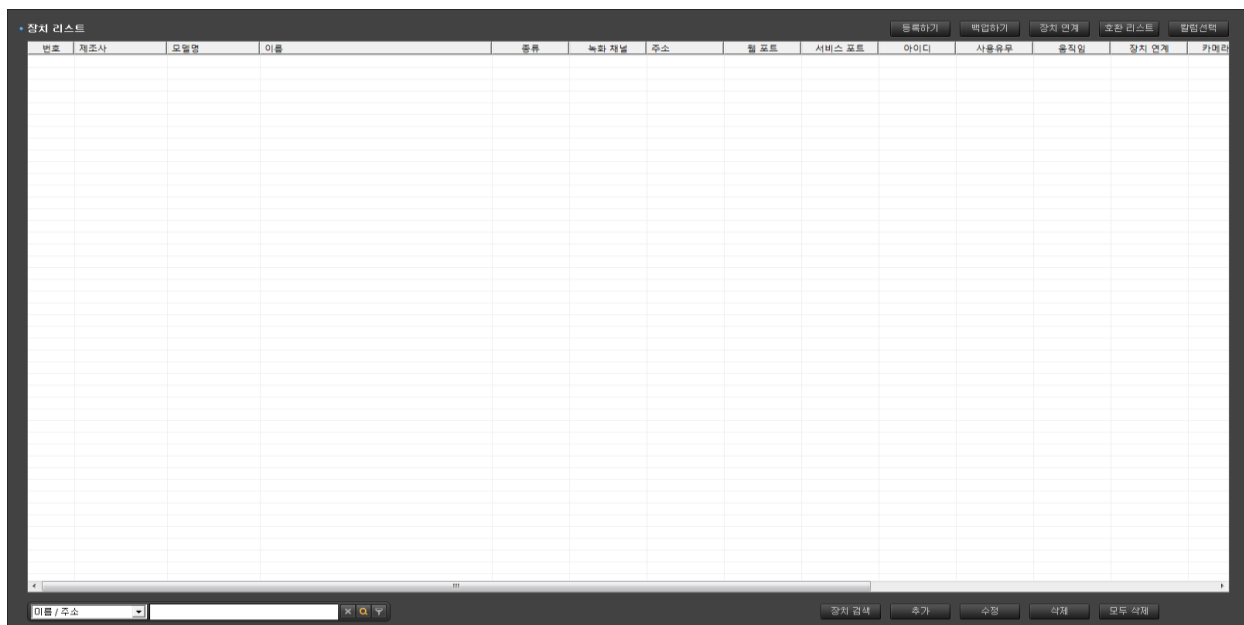 장치 리스트 등록하기 백업하기 장치 연계 호환 리스트 칼럼선택
번호 제조사 모델명 이름 종류 녹화 채널 주소 웹 포트 서비스 포트 아이디 사용유무 움직임 장치 연계 카메라
이름 / 주소 장치 검색 추가 수정 삭제 모두 삭제